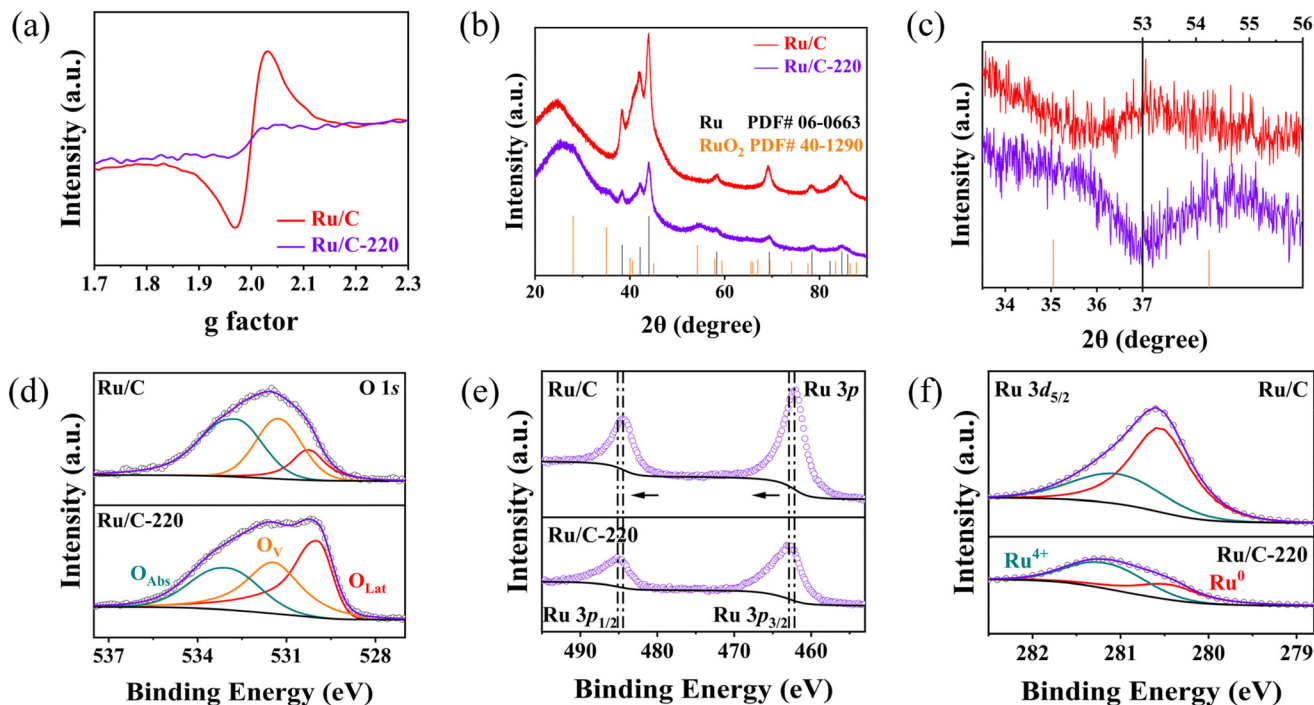 (a)
Intensity (a.u.)
Ru/C
Ru/C-220
1.7 1.8 1.9 2.0 2.1 2.2 2.3
g factor
(b)
Intensity (a.u.)
Ru/C
Ru/C-220
Ru PDF# 06-0663
RuO₂ PDF# 40-1290
20 40 60 80
2θ (degree)
(c)
53 54 55 56
Intensity (a.u.)
34 35 36 37
2θ (degree)
(d)
Intensity (a.u.)
Ru/C O 1s
Ru/C-220
O_Abs O_V O_Lat
537 534 531 528
Binding Energy (eV)
(e)
Intensity (a.u.)
Ru/C Ru 3p
Ru/C-220
Ru 3p₁/₂ Ru 3p₃/₂
490 480 470 460
Binding Energy (eV)
(f)
Intensity (a.u.)
Ru 3d₅/₂ Ru/C
Ru/C-220
Ru⁴⁺ Ru⁰
282 281 280 279
Binding Energy (eV)